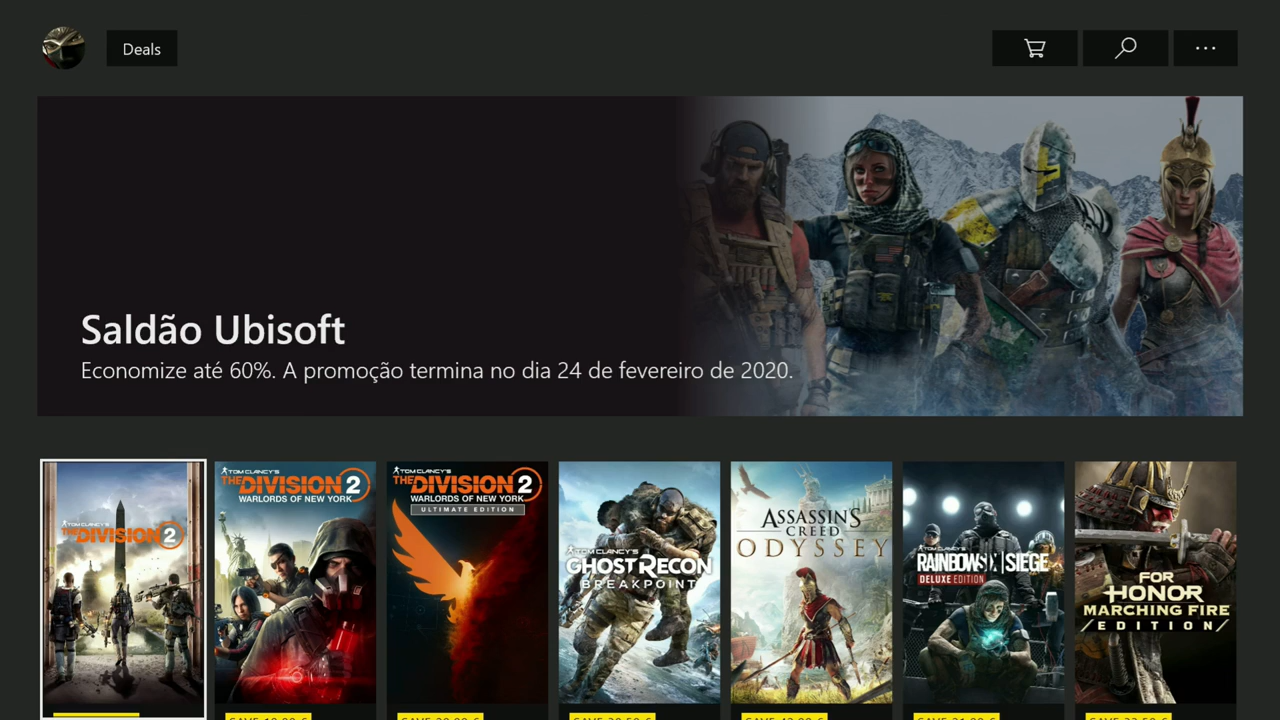 Deals
Saldão Ubisoft
Economize até 60%. A promoção termina no dia 24 de fevereiro de 2020.
TOM CLANCY'S
THE DIVISION 2
TOM CLANCY'S
THE DIVISION 2
WARLORDS OF NEW YORK
TOM CLANCY'S
THE DIVISION 2
WARLORDS OF NEW YORK
ULTIMATE EDITION
TOM CLANCY'S
GHOST RECON
BREAKPOINT
ASSASSIN'S
CREED
ODYSSEY
TOM CLANCY'S
RAINBOW SIX | SIEGE
DELUXE EDITION
FOR
HONOR
MARCHING FIRE
EDITION